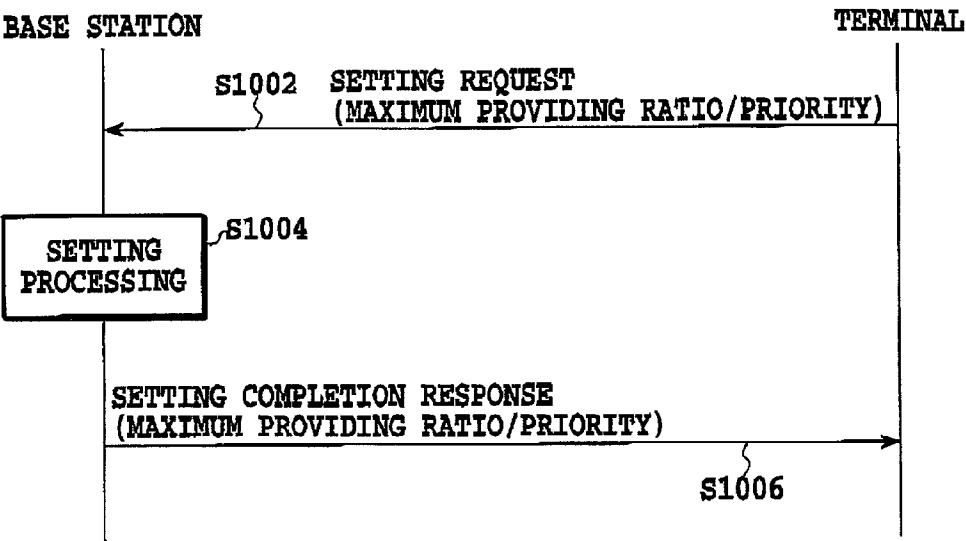 BASE STATION
TERMINAL
S1002
SETTING REQUEST
(MAXIMUM PROVIDING RATIO/PRIORITY)
S1004
SETTING
PROCESSING
SETTING COMPLETION RESPONSE
(MAXIMUM PROVIDING RATIO/PRIORITY)
S1006